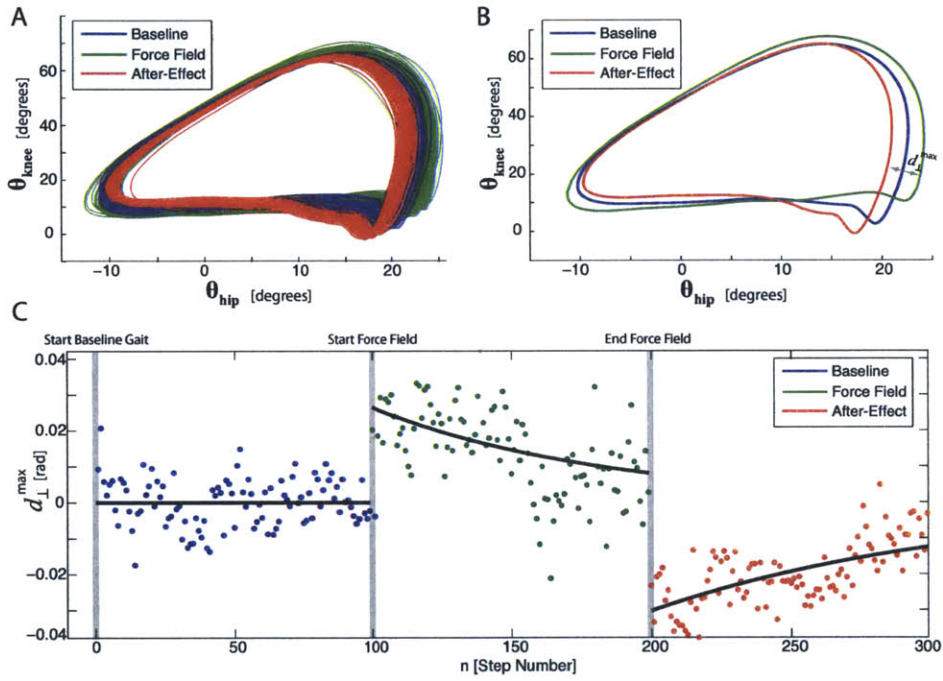 A
Baseline
Force Field
After-Effect
θknee [degrees]
60
40
20
0
−10
0
10
20
θhip [degrees]
B
Baseline
Force Field
After-Effect
d⊥max
θknee [degrees]
60
40
20
0
−10
0
10
20
θhip [degrees]
C
Start Baseline Gait
Start Force Field
End Force Field
Baseline
Force Field
After-Effect
d⊥max [rad]
0.04
0.02
0
-0.02
-0.04
0
50
100
150
200
250
300
n [Step Number]